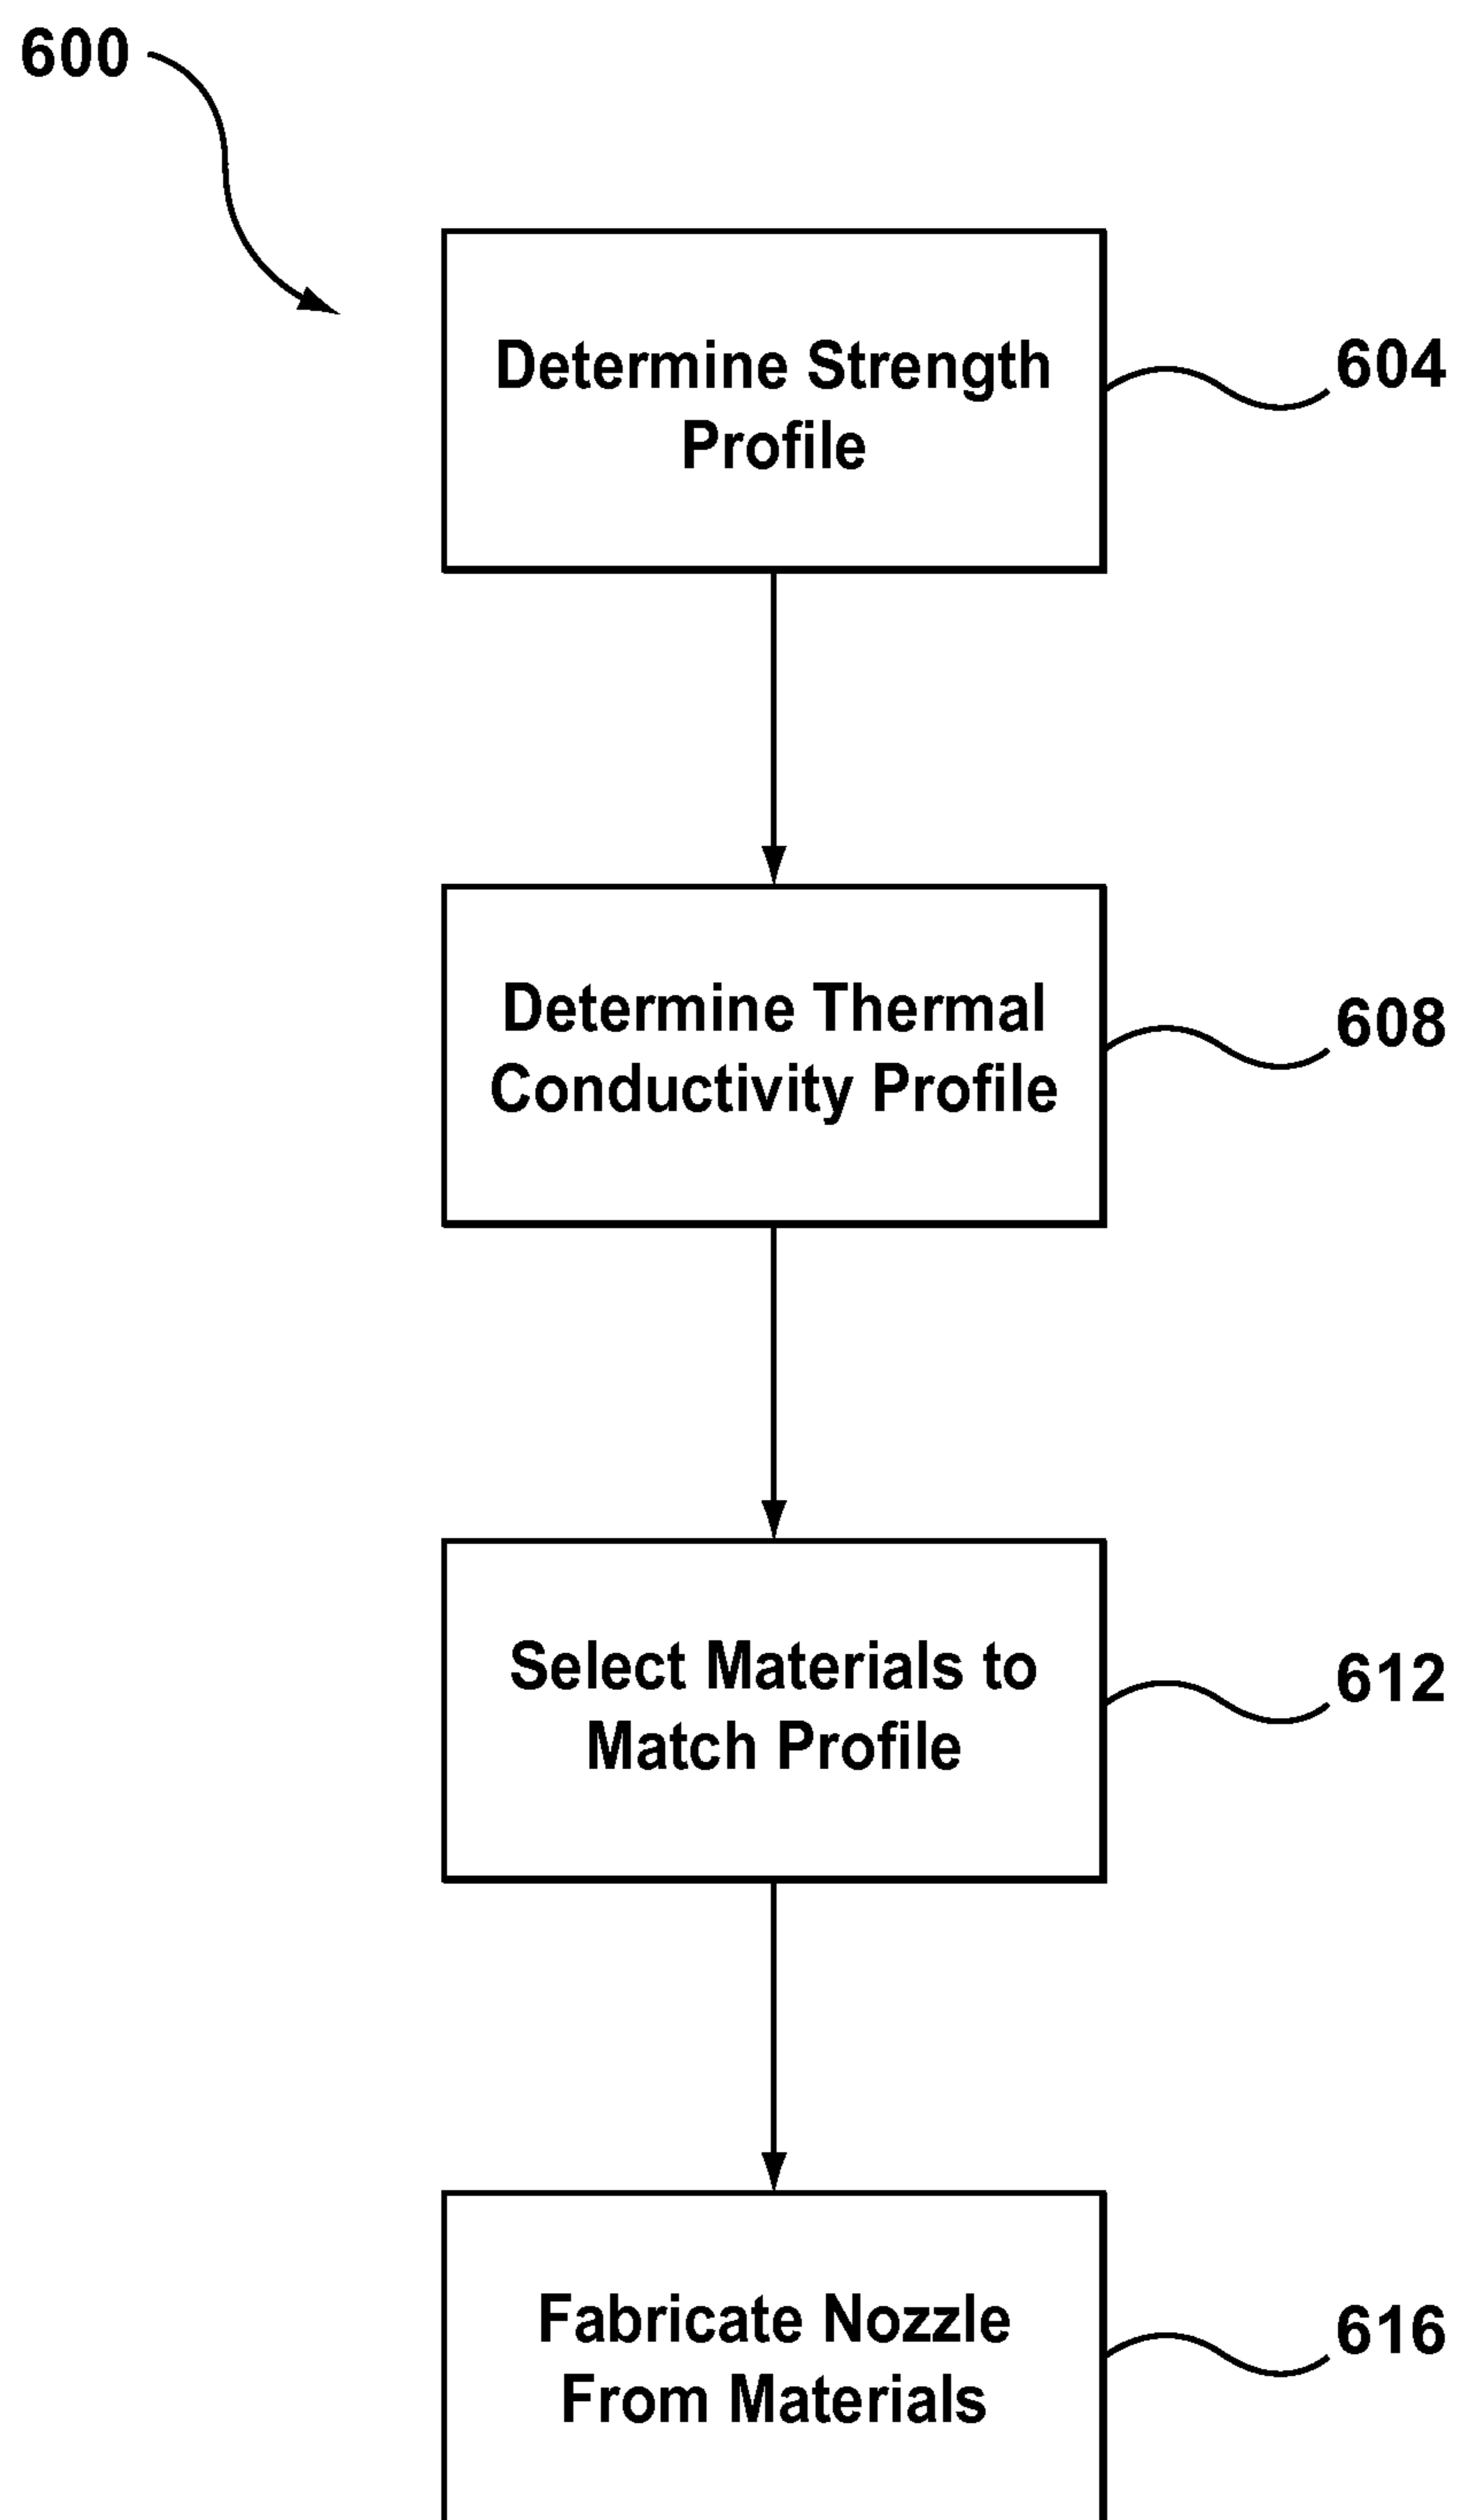 600
Determine Strength
Profile
604
Determine Thermal
Conductivity Profile
608
Select Materials to
Match Profile
612
Fabricate Nozzle
From Materials
616